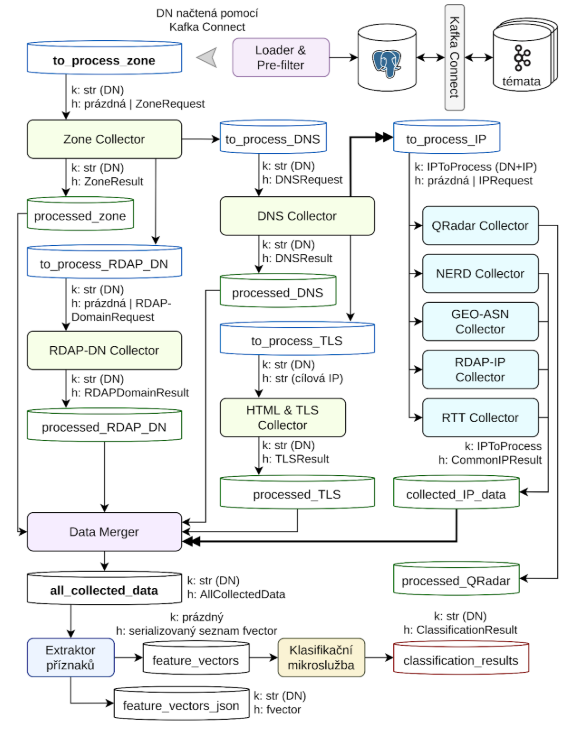 DN načtená pomocí
Kafka Connect
to_process_zone
Loader &
Pre-filter
Kafka Connect
témata
k: str (DN)
h: prázdná | ZoneRequest
Zone Collector
to_process_DNS
to_process_IP
k: str (DN)
h: ZoneResult
k: str (DN)
h: DNSRequest
k: IPToProcess (DN+IP)
h: prázdná | IPRequest
processed_zone
DNS Collector
QRadar Collector
to_process_RDAP_DN
k: str (DN)
h: DNSResult
NERD Collector
k: str (DN)
h: prázdná | RDAP-
DomainRequest
processed_DNS
GEO-ASN
Collector
to_process_TLS
RDAP-DN Collector
k: str (DN)
h: str (cílová IP)
RDAP-IP
Collector
k: str (DN)
h: RDAPDomainResult
HTML & TLS
Collector
RTT Collector
processed_RDAP_DN
k: str (DN)
h: TLSResult
k: IPToProcess
h: CommonIPResult
processed_TLS
collected_IP_data
Data Merger
all_collected_data
k: str (DN)
h: AllCollectedData
processed_QRadar
k: prázdný
h: serializovaný seznam fvector
k: str (DN)
h: ClassificationResult
Extraktor
příznaků
feature_vectors
Klasifikační
mikroslužba
classification_results
feature_vectors_json
k: str (DN)
h: fvector